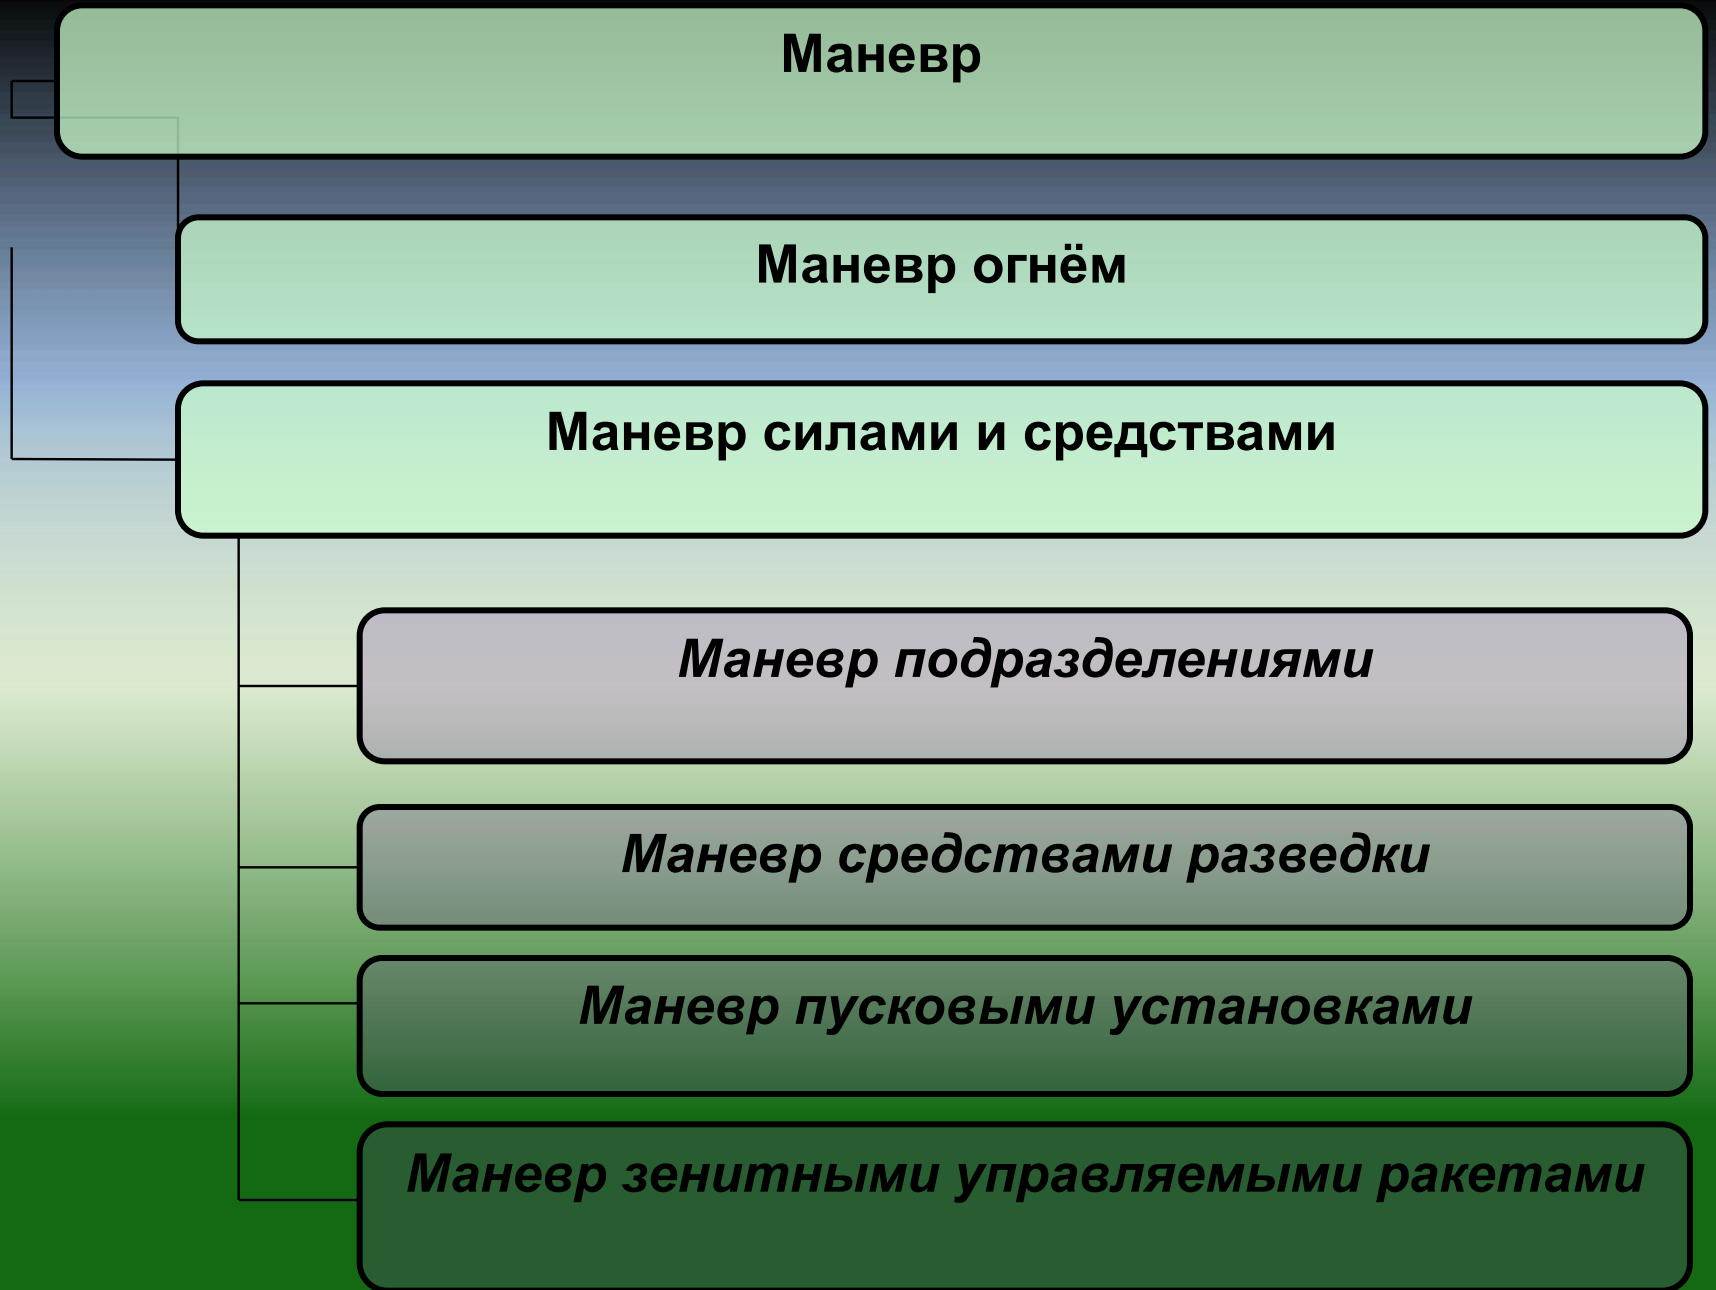 Маневр
Маневр огнём
Маневр силами и средствами
Маневр подразделениями
Маневр средствами разведки
Маневр пусковыми установками
Маневр зенитными управляемыми ракетами